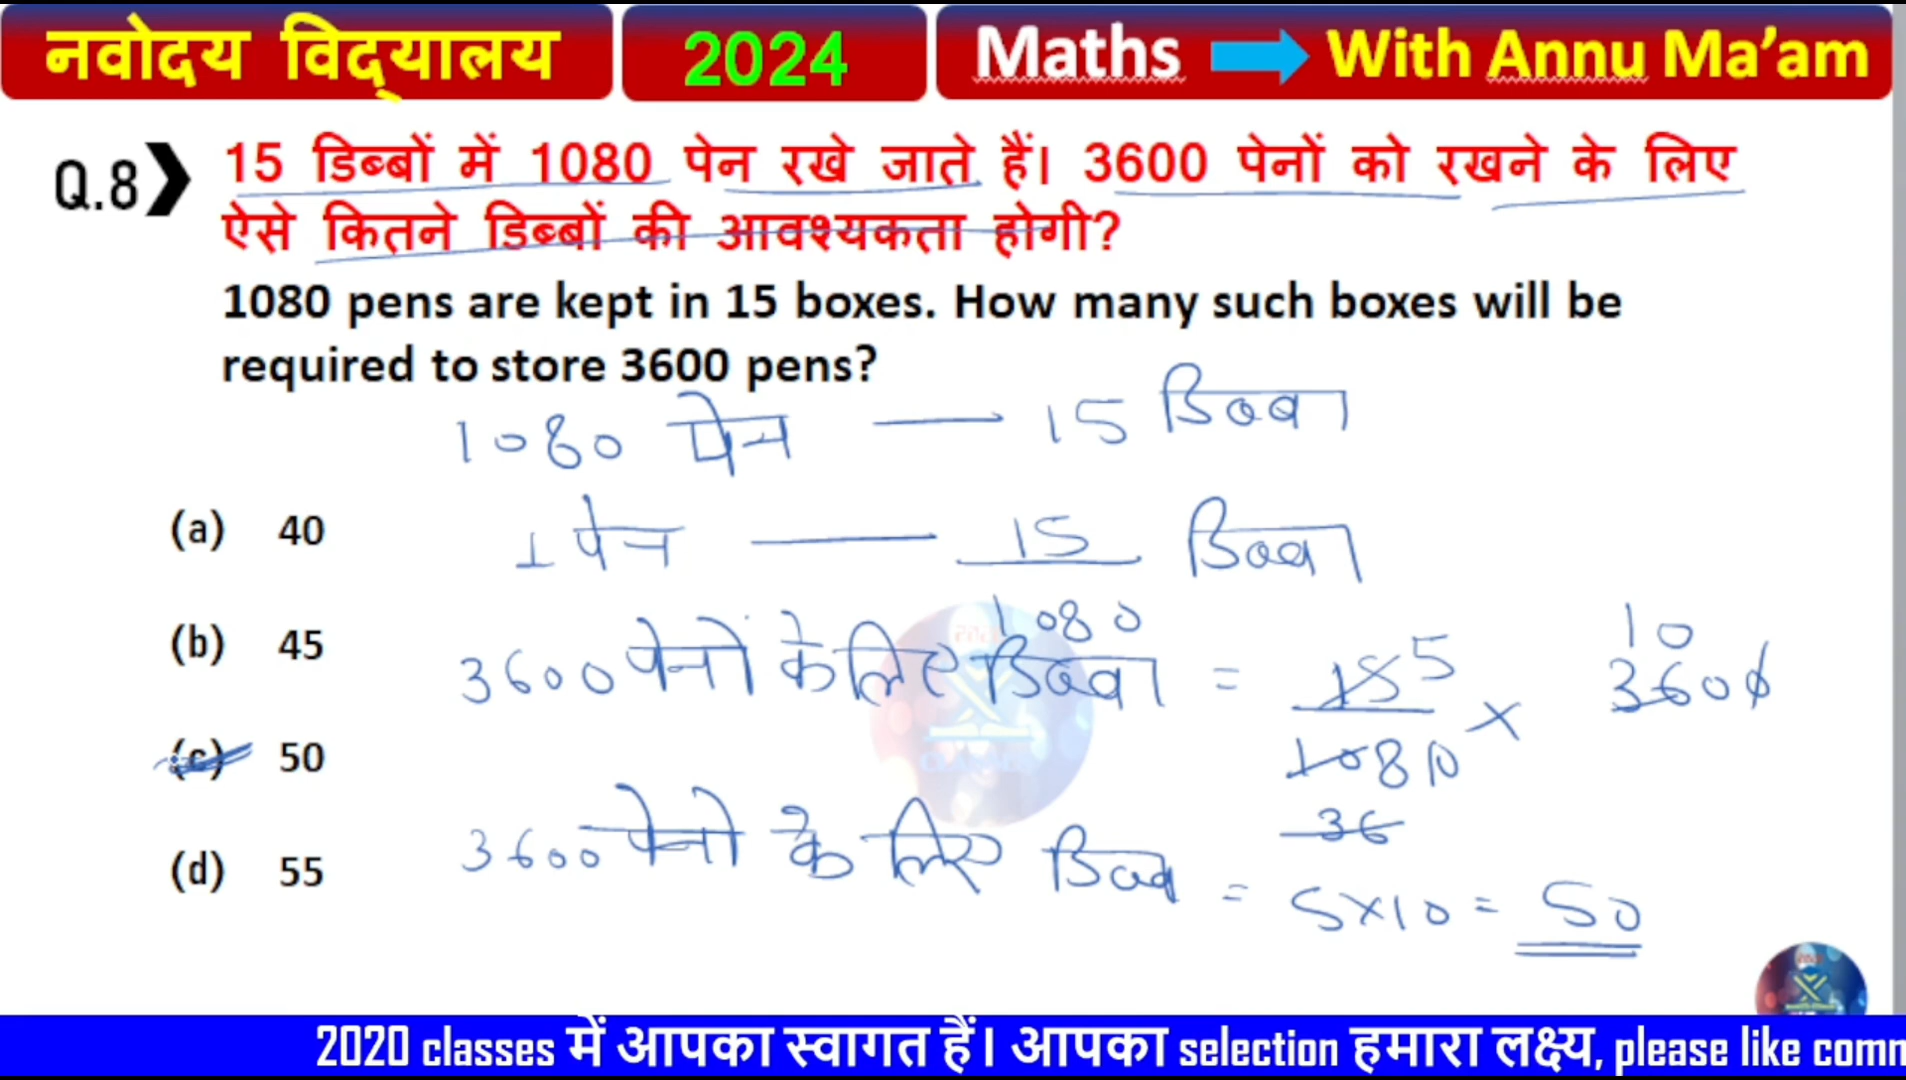 नवोदय विद्यालय 2024 Maths With Annu Ma'am
Q.8 15 डिब्बों में 1080 पेन रखे जाते हैं। 3600 पेनों को रखने के लिए
ऐसे कितने डिब्बों की आवश्यकता होगी?
1080 pens are kept in 15 boxes. How many such boxes will be
required to store 3600 pens?
1080 पेन — 15 डिब्बा
(a) 40
1 पेन — 15 डिब्बा
1080
(b) 45
3600 पेनों के लिए डिब्बा = 15 5 × 3600 10
1080
36
(c) 50
(d) 55
3600 पेनों के लिए डिब्बा = 5×10 = 50
2020 classes में आपका स्वागत हैं। आपका selection हमारा लक्ष्य, please like comm